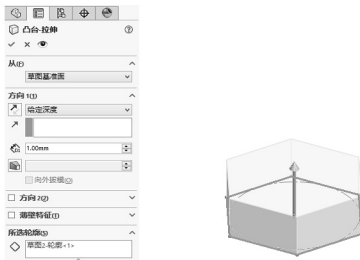 凸台-拉伸
从(F)
草图基准面
方向 1(1)
给定深度
1.00mm
向外拔模(O)
方向 2(2)
薄壁特征(T)
所选轮廓(S)
草图2-轮廓<1>